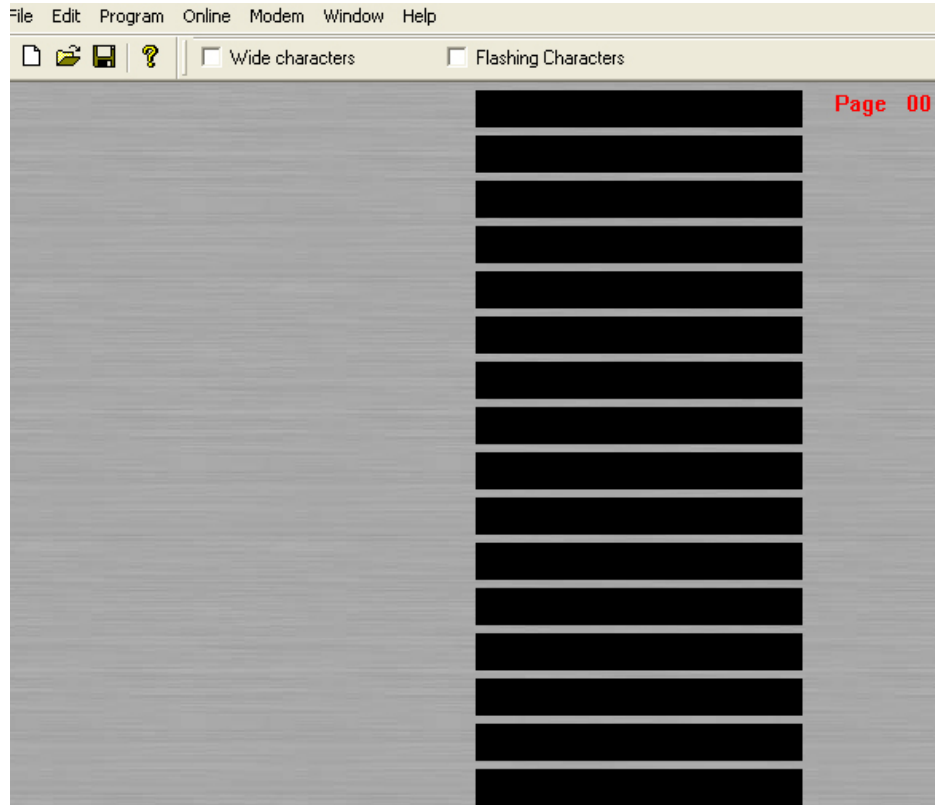 File Edit Program Online Modem Window Help
Wide characters Flashing Characters
Page 00